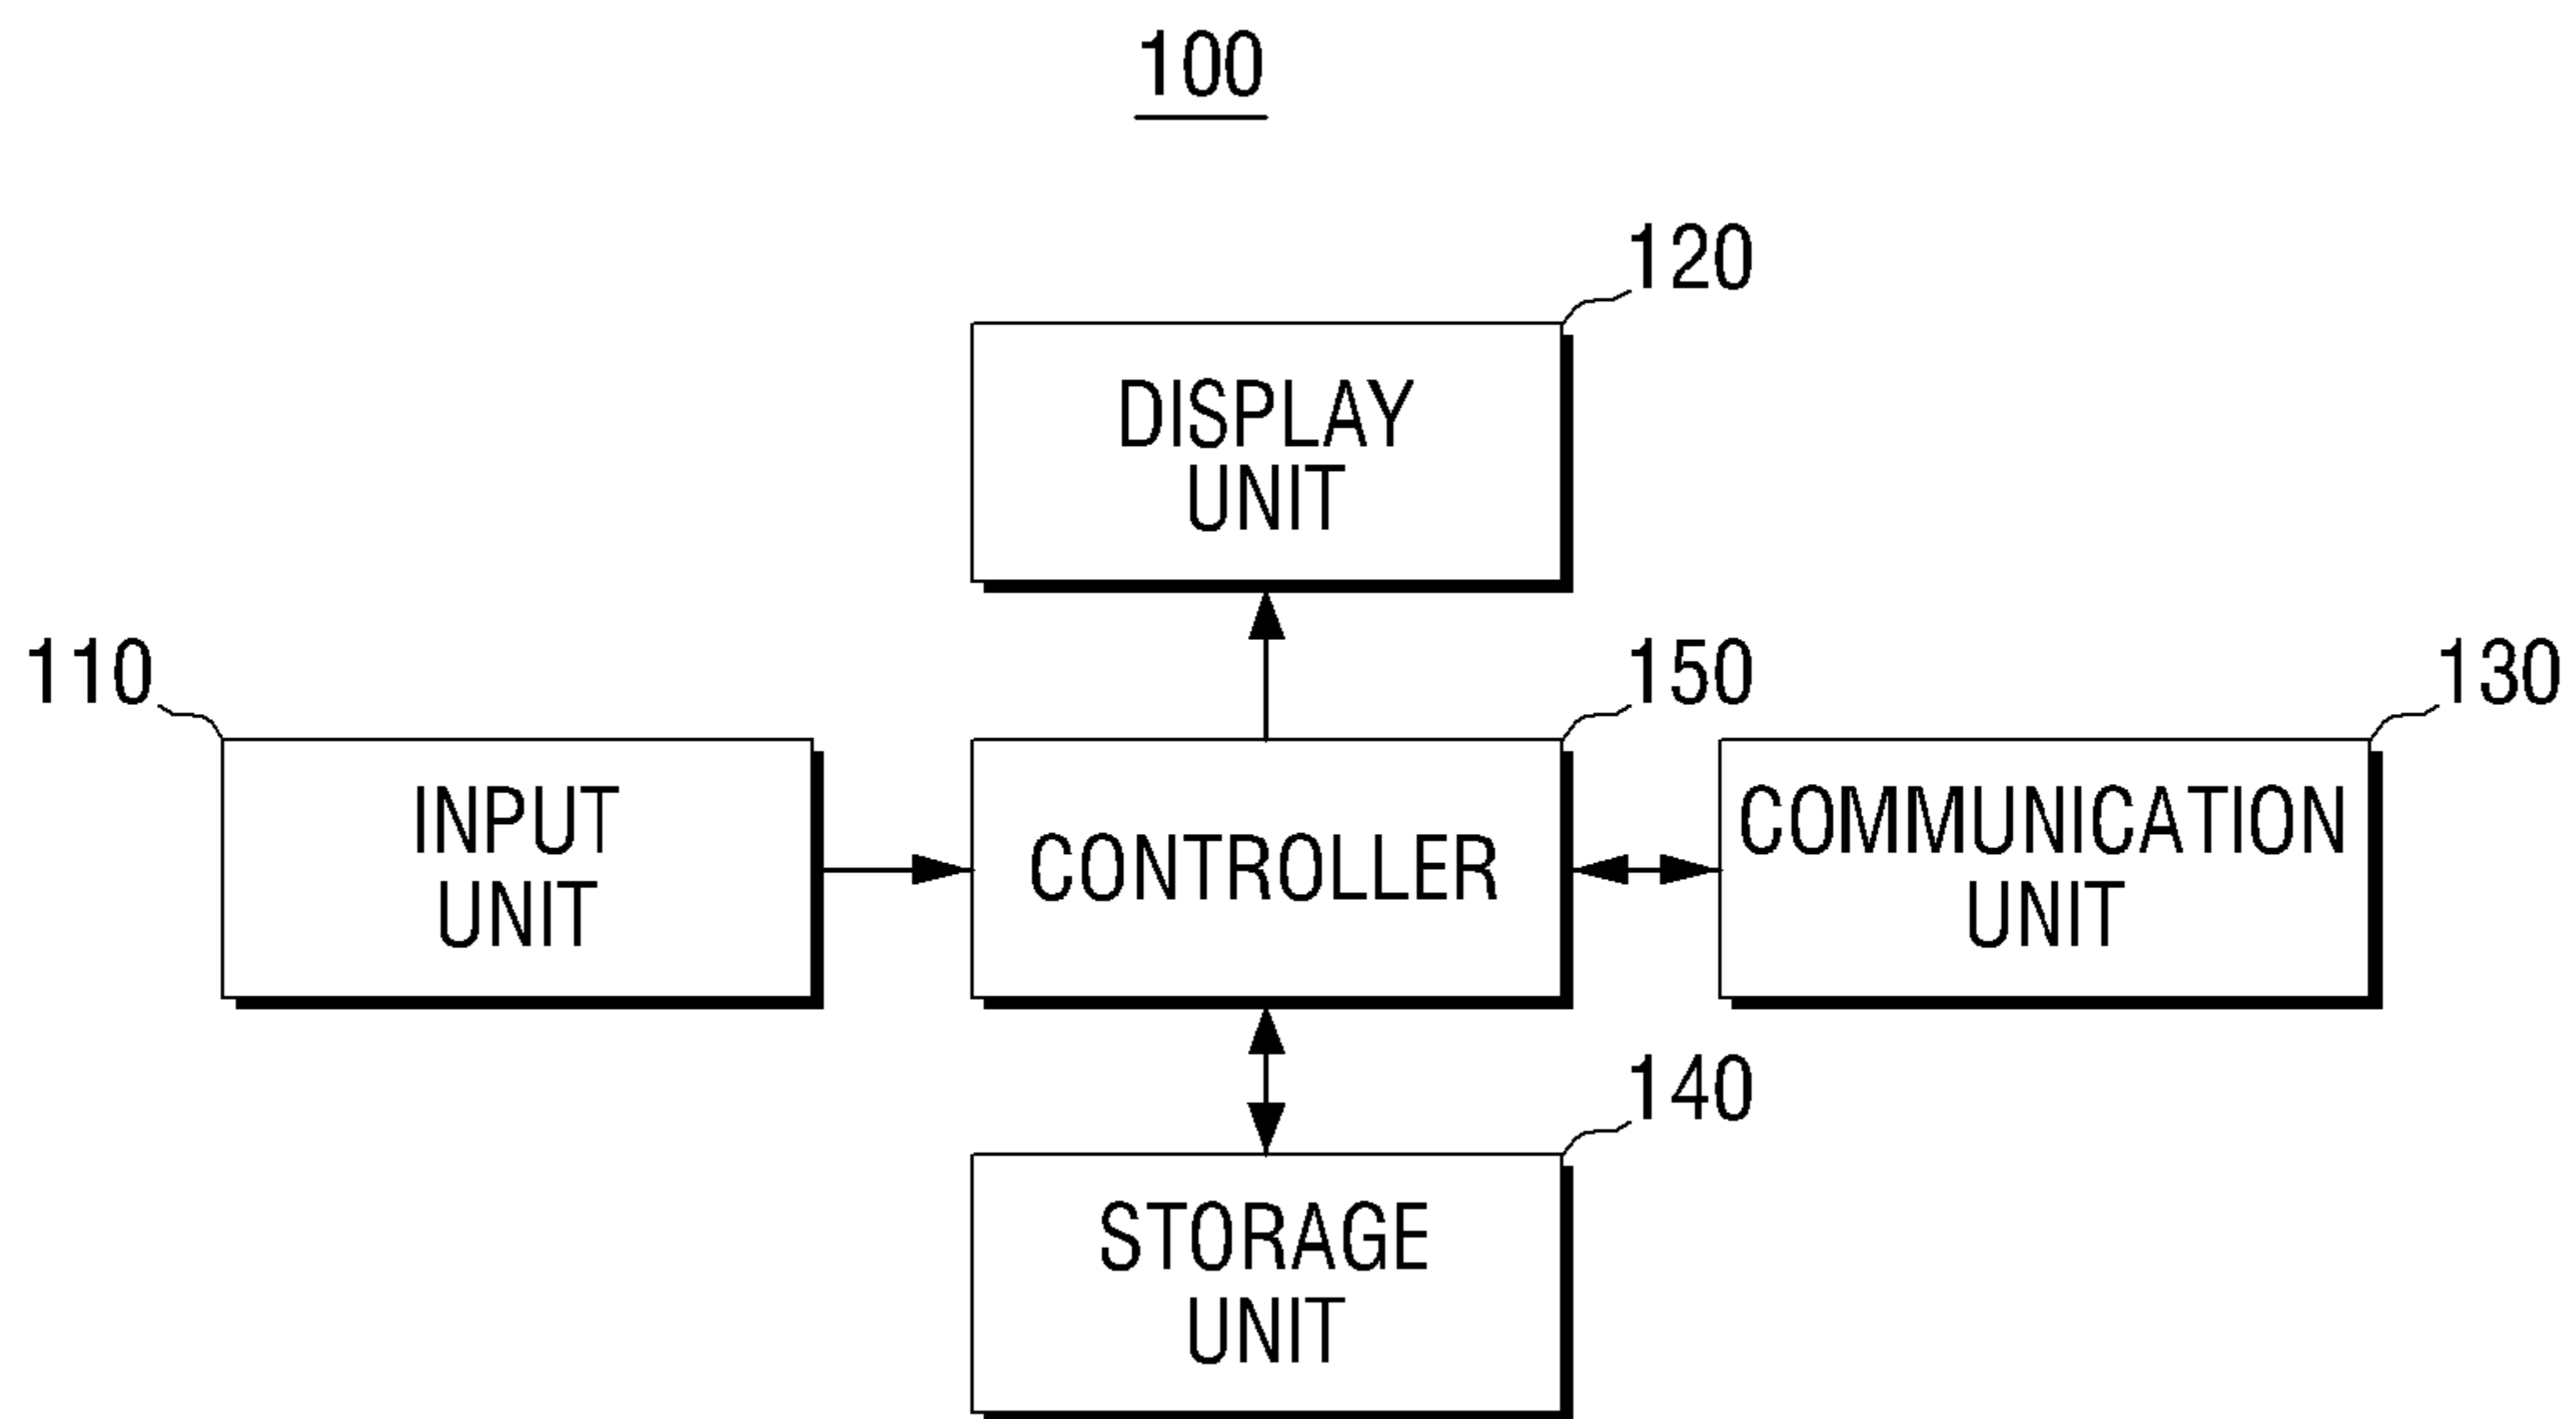 100
120
DISPLAY
UNIT
110
150
130
INPUT
UNIT
CONTROLLER
COMMUNICATION
UNIT
140
STORAGE
UNIT